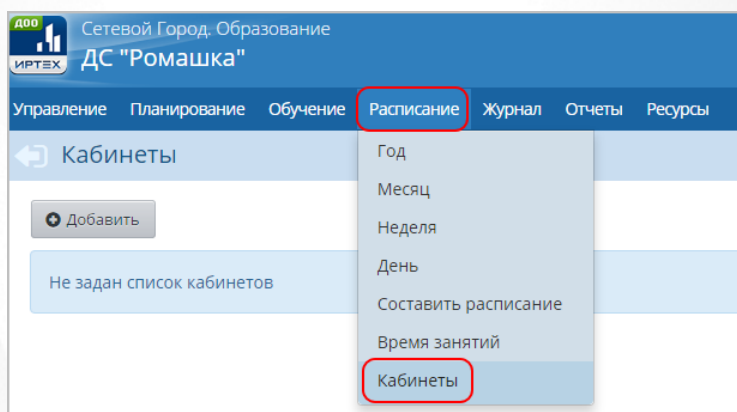 ДОО
ИРТЕХ
Сетевой Город. Образование
ДС "Ромашка"
Управление Планирование Обучение Расписание Журнал Отчеты Ресурсы
Кабинеты
Добавить
Не задан список кабинетов
Год
Месяц
Неделя
День
Составить расписание
Время занятий
Кабинеты